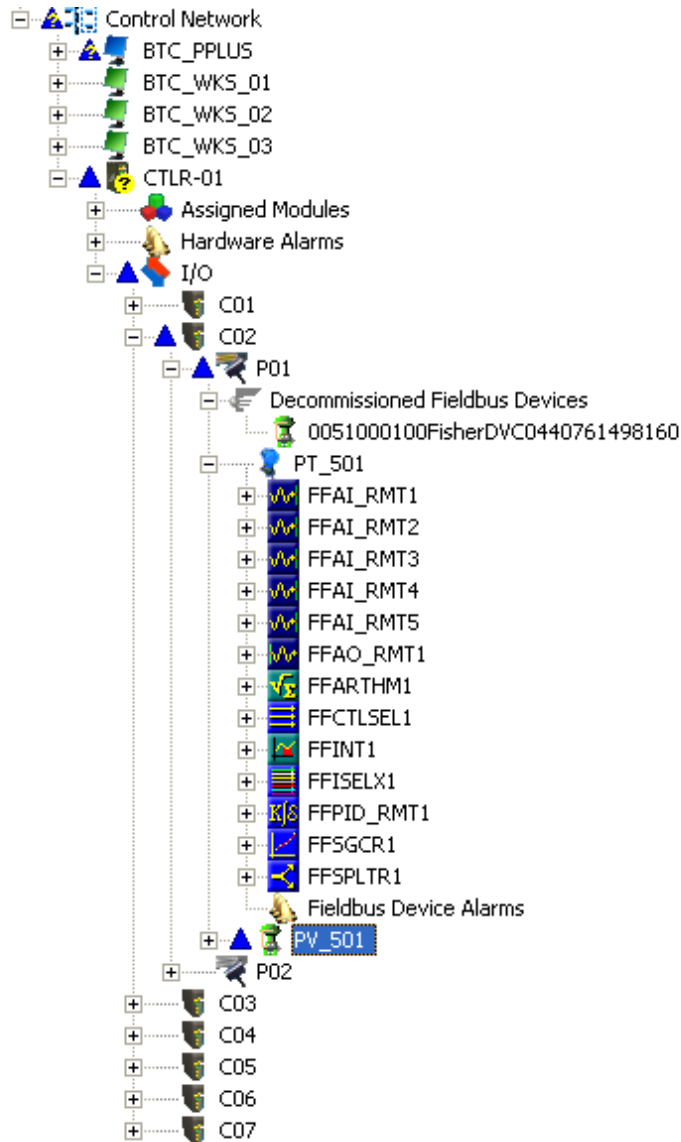 Control Network
BTC_PPLUS
BTC_WKS_01
BTC_WKS_02
BTC_WKS_03
CTLR-01
Assigned Modules
Hardware Alarms
I/O
C01
C02
P01
Decommissioned Fieldbus Devices
0051000100FisherDVC0440761498160
PT_501
FFAI_RMT1
FFAI_RMT2
FFAI_RMT3
FFAI_RMT4
FFAI_RMT5
FFAO_RMT1
FFARTHM1
FFCTLSEL1
FFINT1
FFISELX1
FFPID_RMT1
FFSGCR1
FFSPLTR1
Fieldbus Device Alarms
PV_501
P02
C03
C04
C05
C06
C07